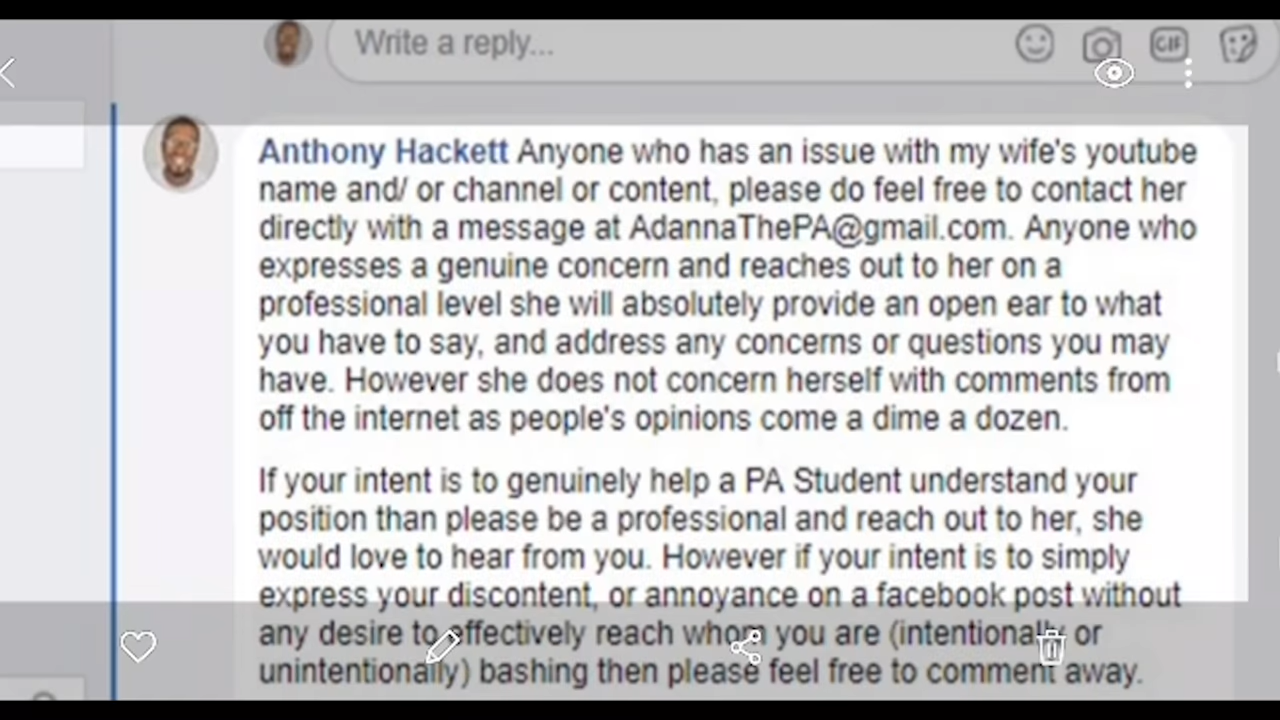 Write a reply...
GIF
Anthony Hackett Anyone who has an issue with my wife's youtube
name and/ or channel or content, please do feel free to contact her
directly with a message at AdannaThePA@gmail.com. Anyone who
expresses a genuine concern and reaches out to her on a
professional level she will absolutely provide an open ear to what
you have to say, and address any concerns or questions you may
have. However she does not concern herself with comments from
off the internet as people's opinions come a dime a dozen.
If your intent is to genuinely help a PA Student understand your
position than please be a professional and reach out to her, she
would love to hear from you. However if your intent is to simply
express your discontent, or annoyance on a facebook post without
any desire to effectively reach whom you are (intentionally or
unintentionally) bashing then please feel free to comment away.